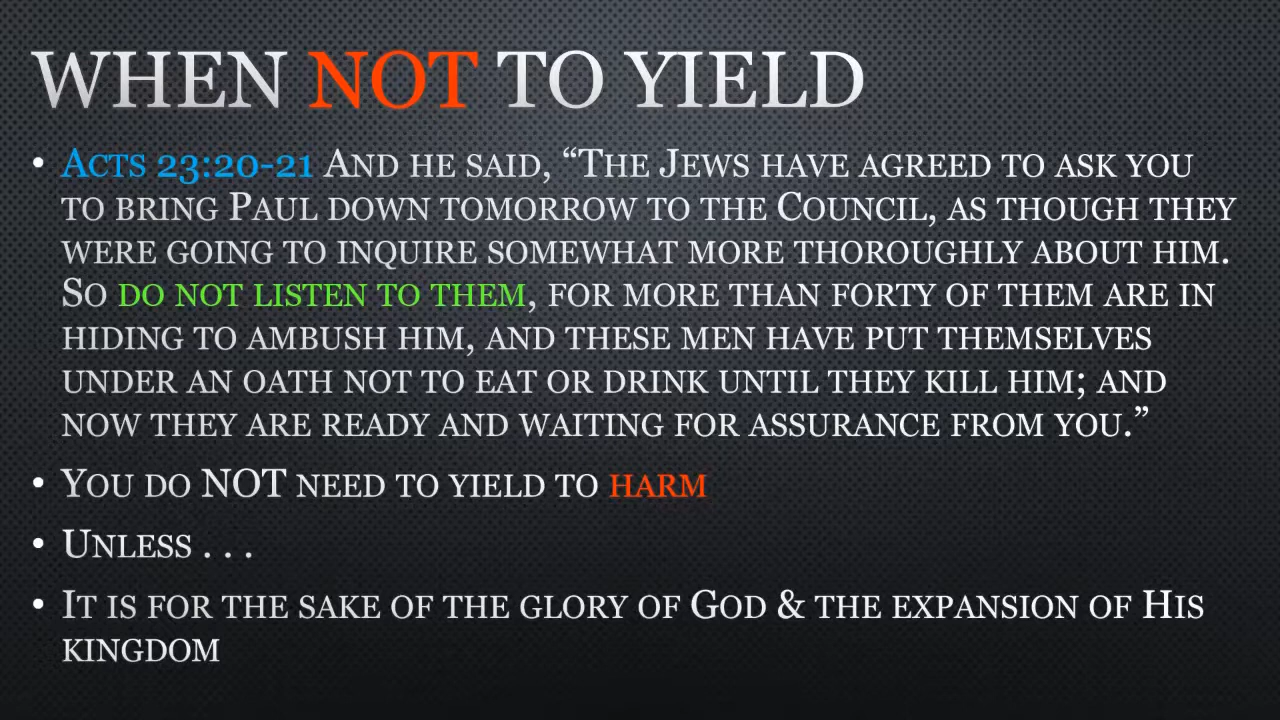 WHEN NOT TO YIELD
• ACTS 23:20-21 AND HE SAID, “THE JEWS HAVE AGREED TO ASK YOU
TO BRING PAUL DOWN TOMORROW TO THE COUNCIL, AS THOUGH THEY
WERE GOING TO INQUIRE SOMEWHAT MORE THOROUGHLY ABOUT HIM.
SO DO NOT LISTEN TO THEM, FOR MORE THAN FORTY OF THEM ARE IN
HIDING TO AMBUSH HIM, AND THESE MEN HAVE PUT THEMSELVES
UNDER AN OATH NOT TO EAT OR DRINK UNTIL THEY KILL HIM; AND
NOW THEY ARE READY AND WAITING FOR ASSURANCE FROM YOU.”
• YOU DO NOT NEED TO YIELD TO HARM
• UNLESS . . .
• IT IS FOR THE SAKE OF THE GLORY OF GOD & THE EXPANSION OF HIS
KINGDOM